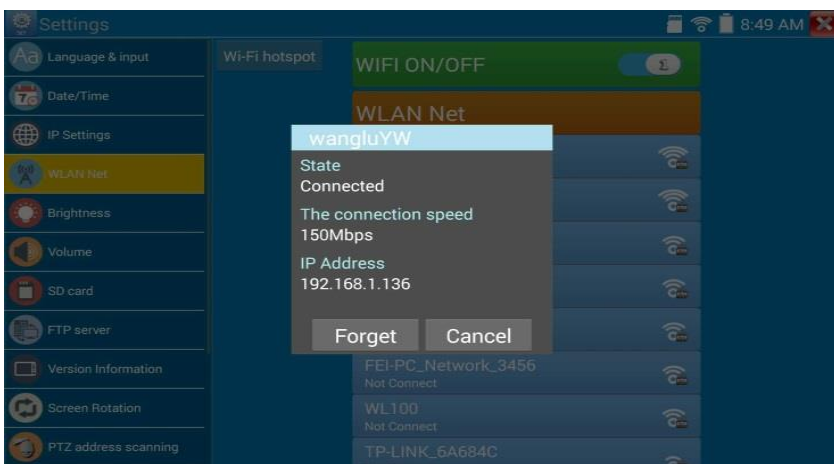 Settings
8:49 AM
Language & input
Date/Time
IP Settings
WLAN Net
Brightness
Volume
SD card
FTP server
Version Information
Screen Rotation
PTZ address scanning
Wi-Fi hotspot
WIFI ON/OFF
WLAN Net
wangluYW
State
Connected
The connection speed
150Mbps
IP Address
192.168.1.136
Forget Cancel
FEI-PC_Network_3456
Not Connect
WL100
Not Connect
TP-LINK_6A684C